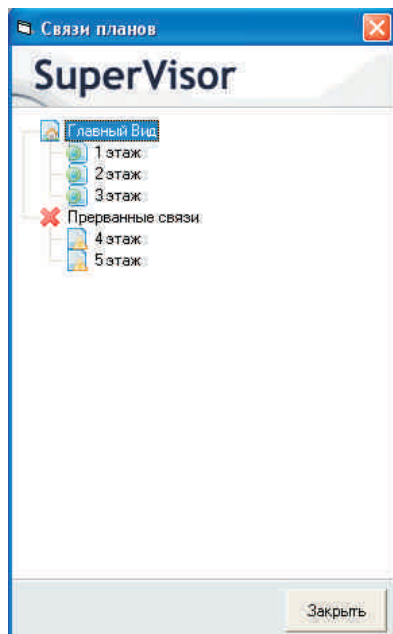 Связи планов
SuperVisor
Главный Вид
1 этаж
2 этаж
3 этаж
Прерванные связи
4 этаж
5 этаж
Закрыть